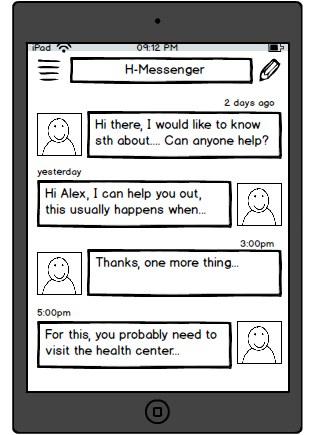 iPad 09:12 PM
H-Messenger
2 days ago
Hi there, I would like to know
sth about.... Can anyone help?
yesterday
Hi Alex, I can help you out,
this usually happens when...
3:00pm
Thanks, one more thing...
5:00pm
For this, you probably need to
visit the health center...